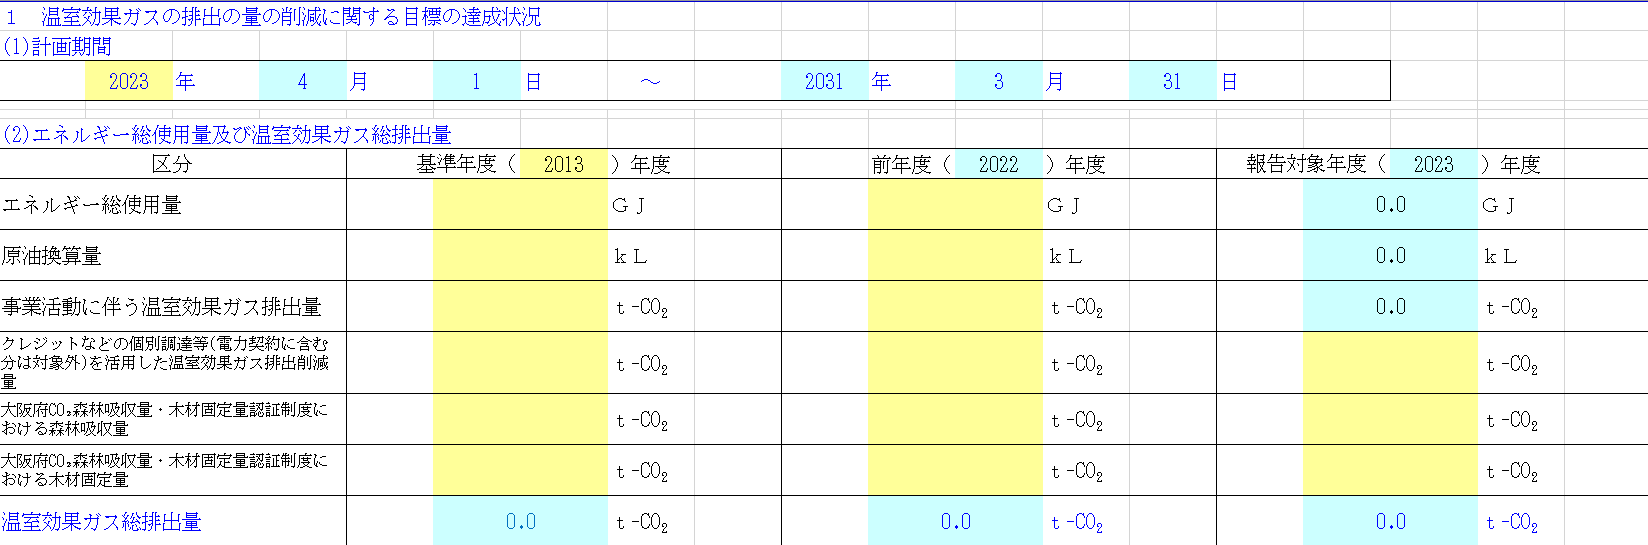 １　温室効果ガスの排出の量の削減に関する目標の達成状況
(1)計画期間
2023 年 4 月 1 日 ～ 2031 年 3 月 31 日
(2)エネルギー総使用量及び温室効果ガス総排出量
区分 基準年度（ 2013 ）年度 前年度（ 2022 ）年度 報告対象年度（ 2023 ）年度
エネルギー総使用量 ＧＪ ＧＪ 0.0 ＧＪ
原油換算量 ｋＬ ｋＬ 0.0 ｋＬ
事業活動に伴う温室効果ガス排出量 ｔ-CO₂ ｔ-CO₂ 0.0 ｔ-CO₂
クレジットなどの個別調達等(電力契約に含む
分は対象外)を活用した温室効果ガス排出削減 ｔ-CO₂ ｔ-CO₂ ｔ-CO₂
量
大阪府CO₂森林吸収量・木材固定量認証制度に
おける森林吸収量 ｔ-CO₂ ｔ-CO₂ ｔ-CO₂
大阪府CO₂森林吸収量・木材固定量認証制度に
おける木材固定量 ｔ-CO₂ ｔ-CO₂ ｔ-CO₂
温室効果ガス総排出量 0.0 ｔ-CO₂ 0.0 ｔ-CO₂ 0.0 ｔ-CO₂